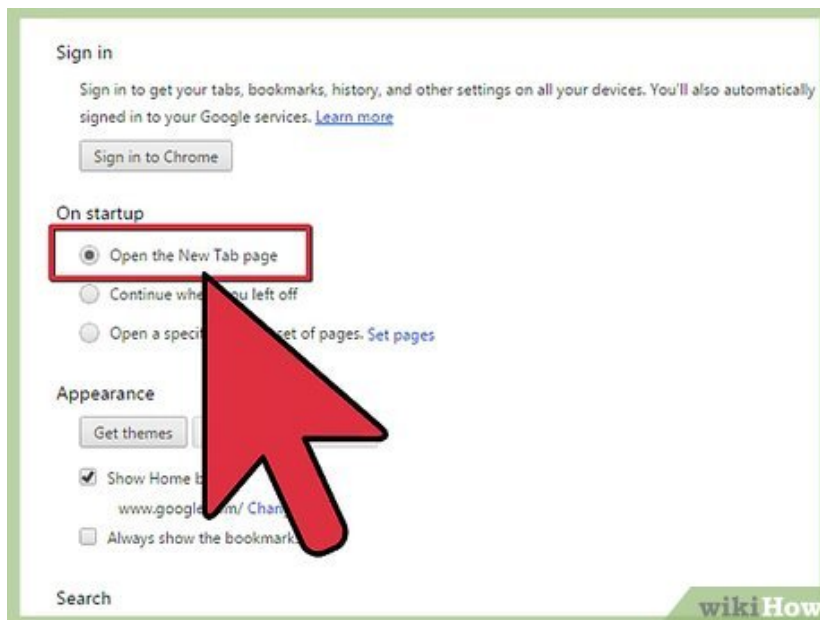 Sign in
Sign in to get your tabs, bookmarks, history, and other settings on all your devices. You'll also automatically
signed in to your Google services. Learn more
Sign in to Chrome
On startup
Open the New Tab page
Continue whe ou left off
Open a specif set of pages. Set pages
Appearance
Get themes
Show Home b
www.google. m/ Chan
Always show the bookmark
Search
wikiHow